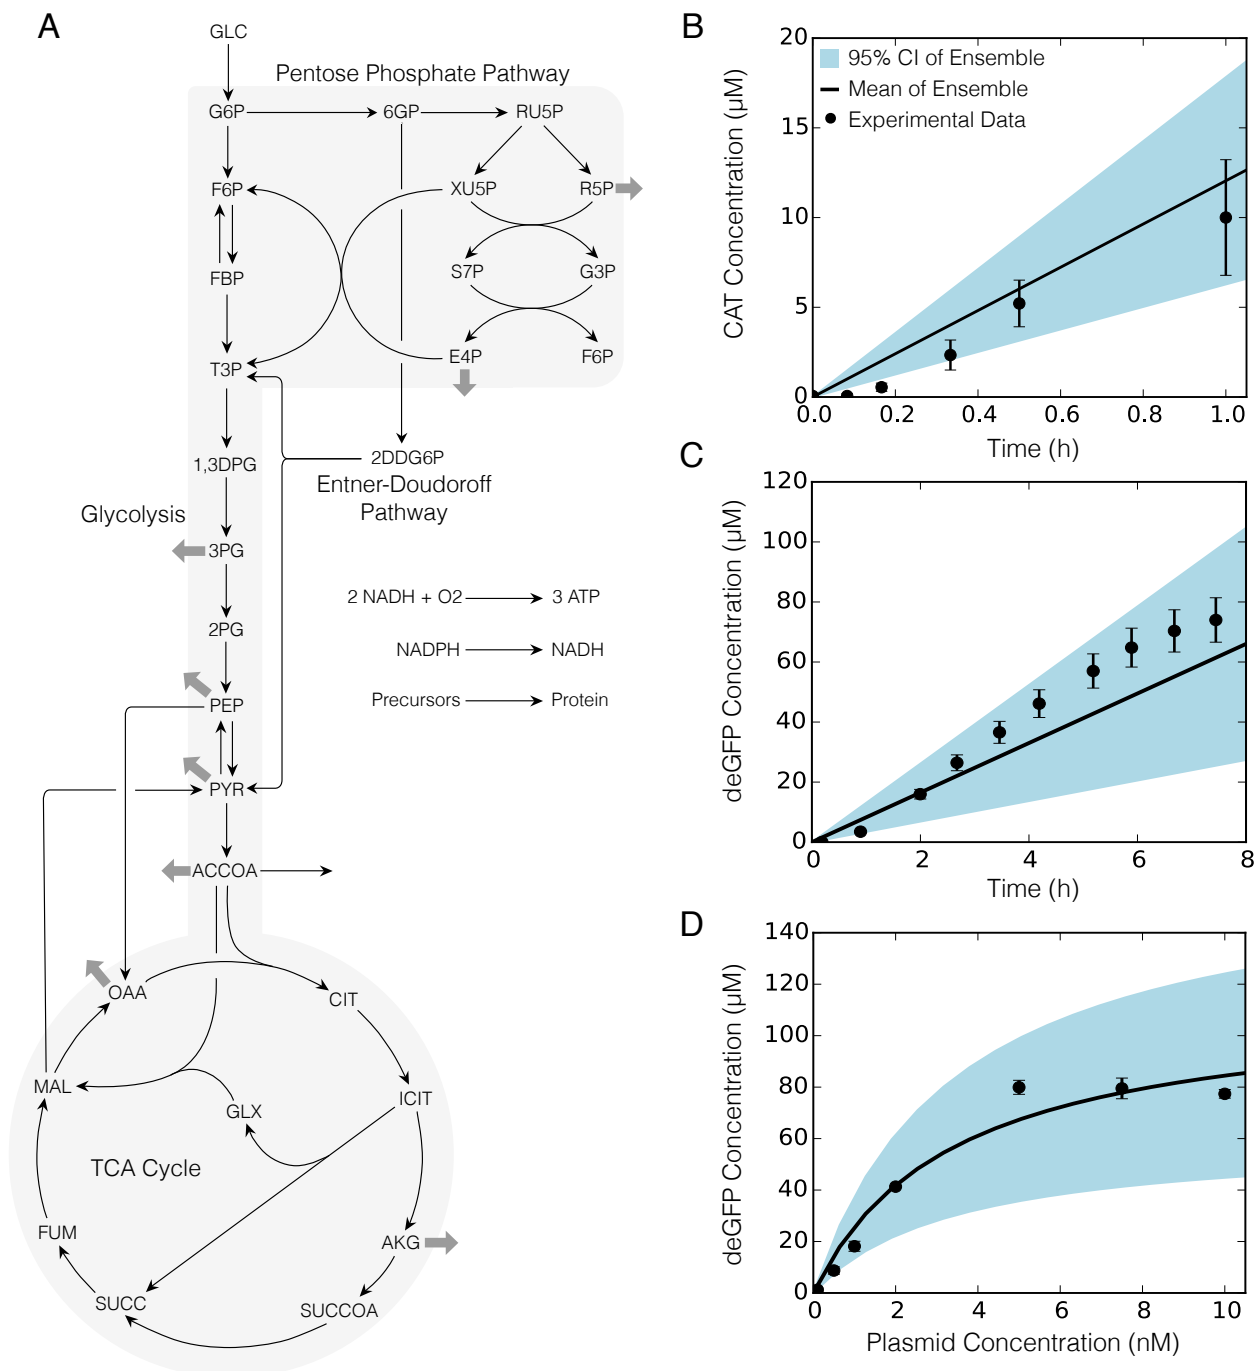 A
GLC
Pentose Phosphate Pathway
G6P
6GP
RU5P
F6P
XU5P
R5P
FBP
S7P
G3P
T3P
E4P
F6P
1,3DPG
2DDG6P
Entner-Doudoroff
Pathway
Glycolysis
3PG
2 NADH + O2
3 ATP
2PG
NADPH
NADH
PEP
Precursors
Protein
PYR
ACCOA
OAA
CIT
MAL
ICIT
GLX
TCA Cycle
FUM
AKG
SUCC
SUCCOA
B
20
15
10
5
0
CAT Concentration (µM)
95% CI of Ensemble
Mean of Ensemble
Experimental Data
0.0 0.2 0.4 0.6 0.8 1.0
Time (h)
C
120
100
80
60
40
20
0
deGFP Concentration (µM)
0 2 4 6 8
Time (h)
D
140
120
100
80
60
40
20
0
deGFP Concentration (µM)
0 2 4 6 8 10
Plasmid Concentration (nM)